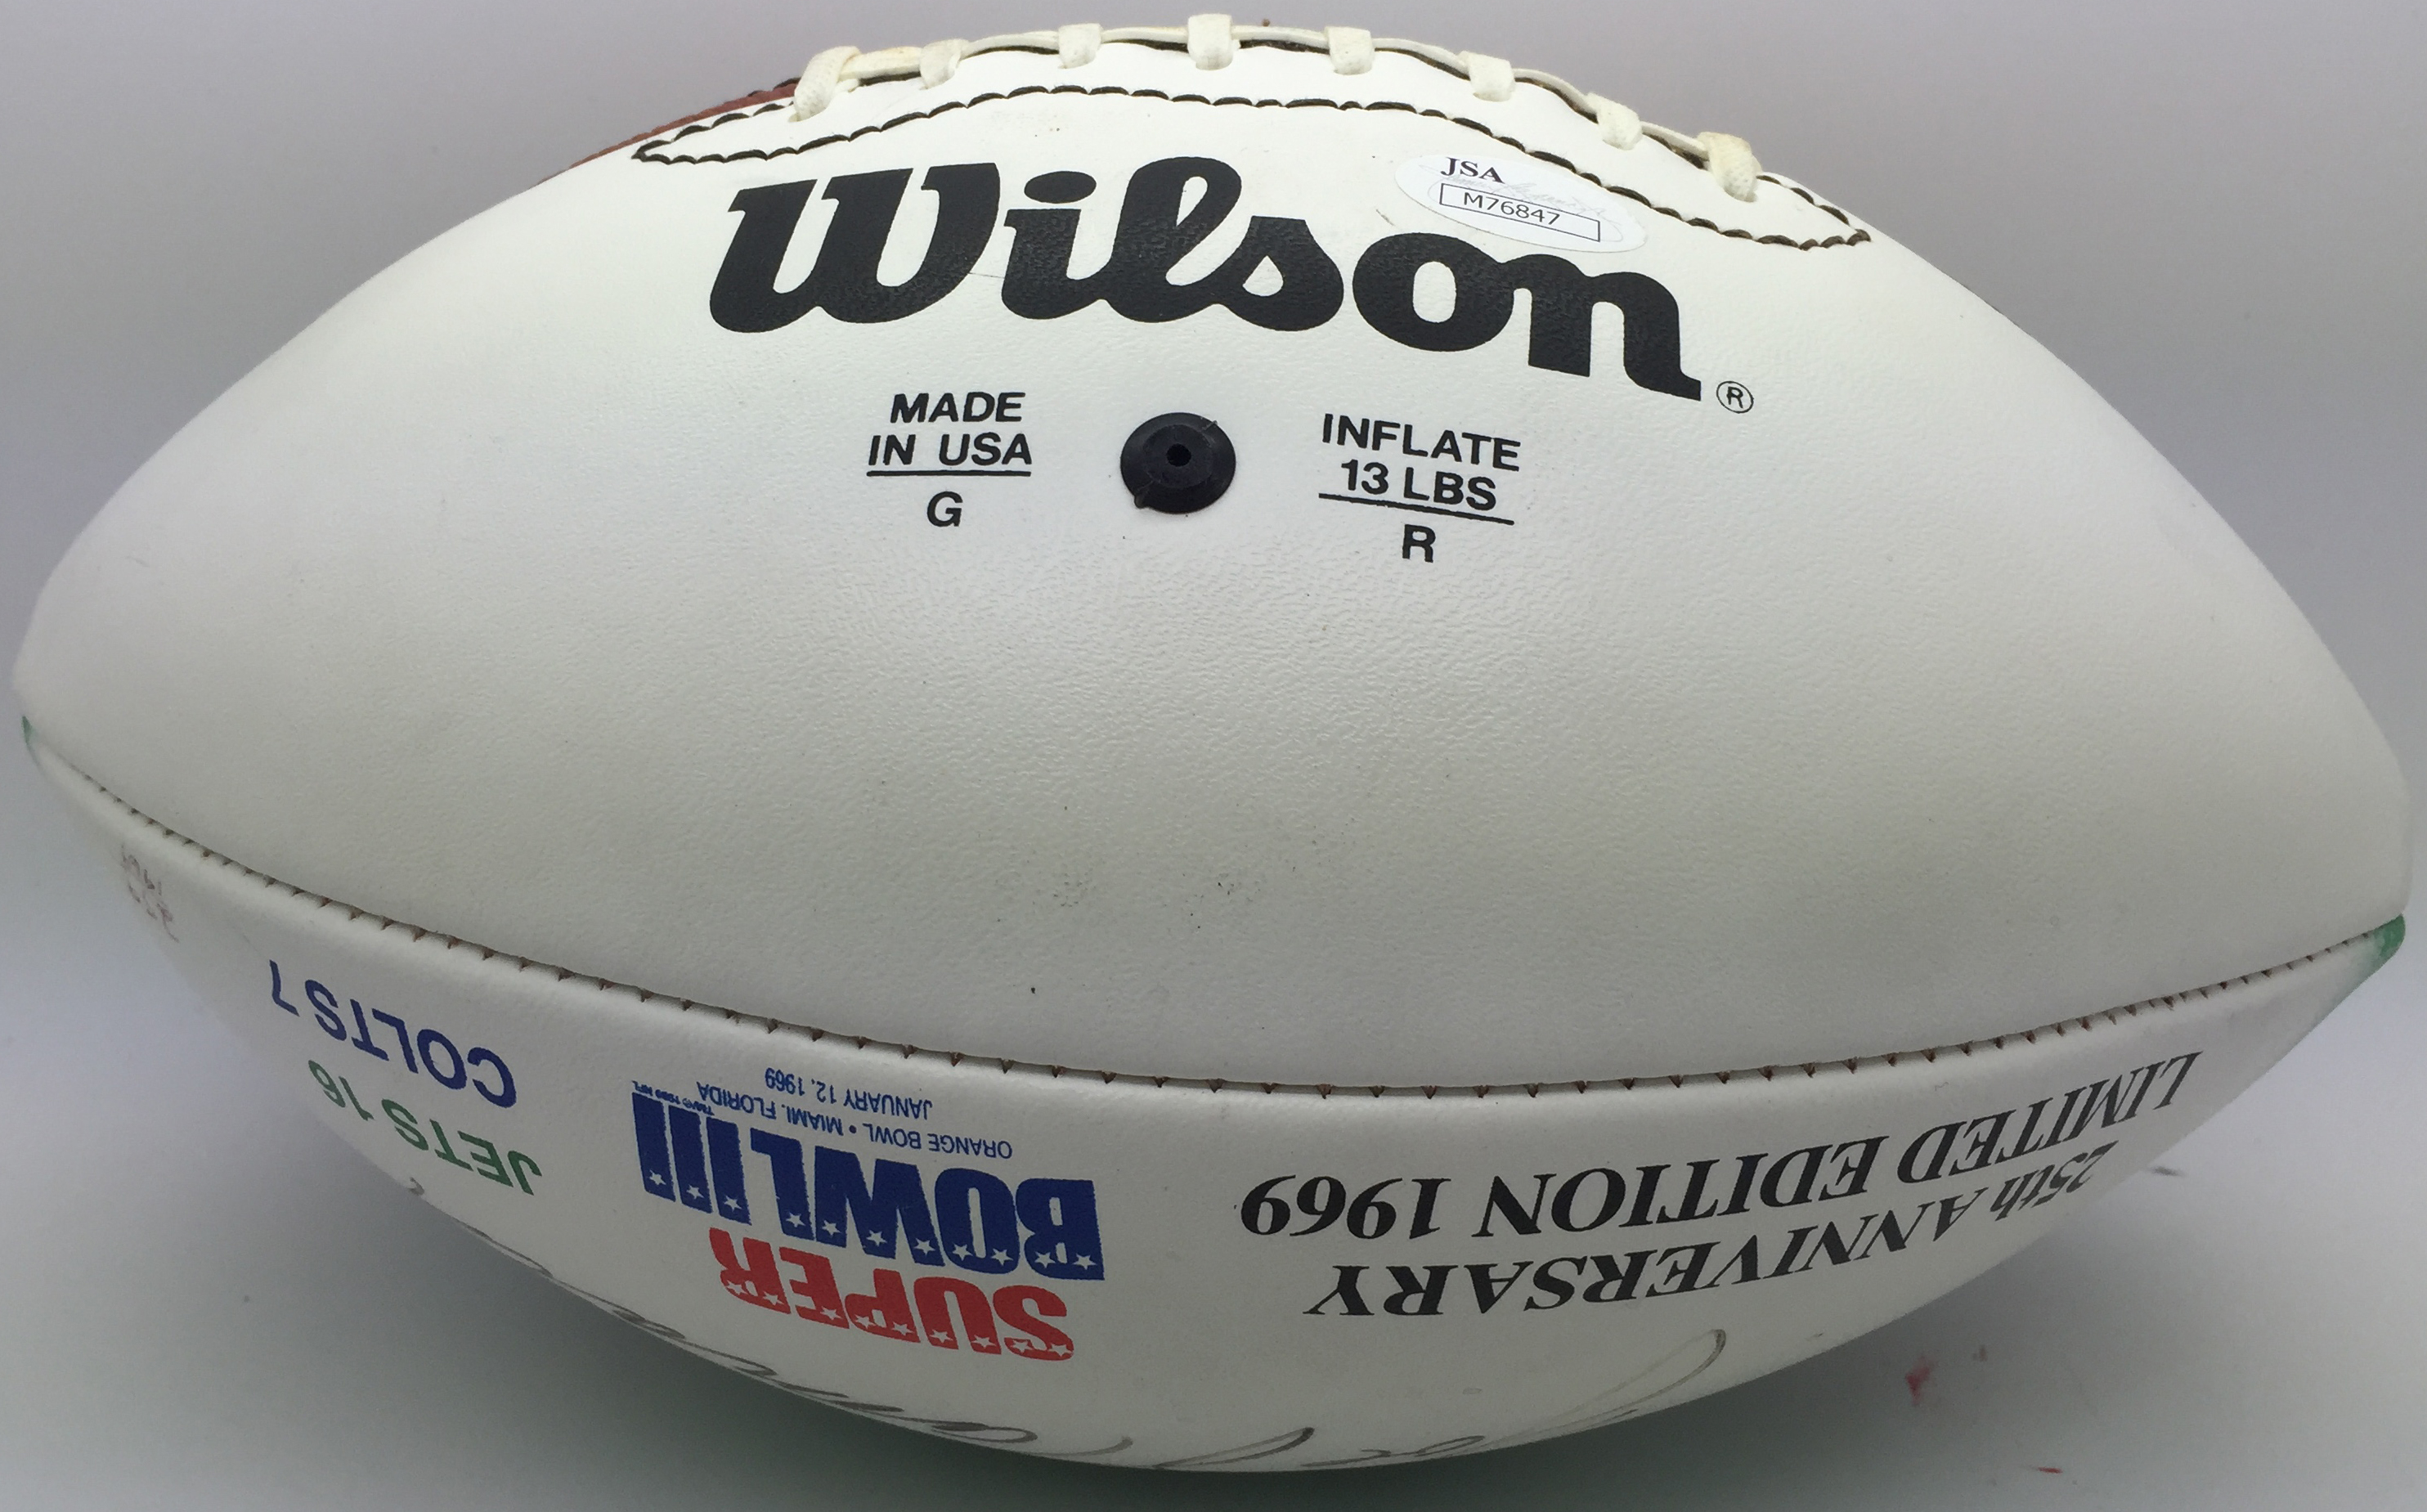 JSA
M76847
Wilson®
MADE
IN USA
G
INFLATE
13 LBS
R
25th ANNIVERSARY
LIMITED EDITION 1969
SUPER
BOWL III
ORANGE BOWL • MIAMI, FLORIDA
JANUARY 12, 1969
JETS 16
COLTS 7